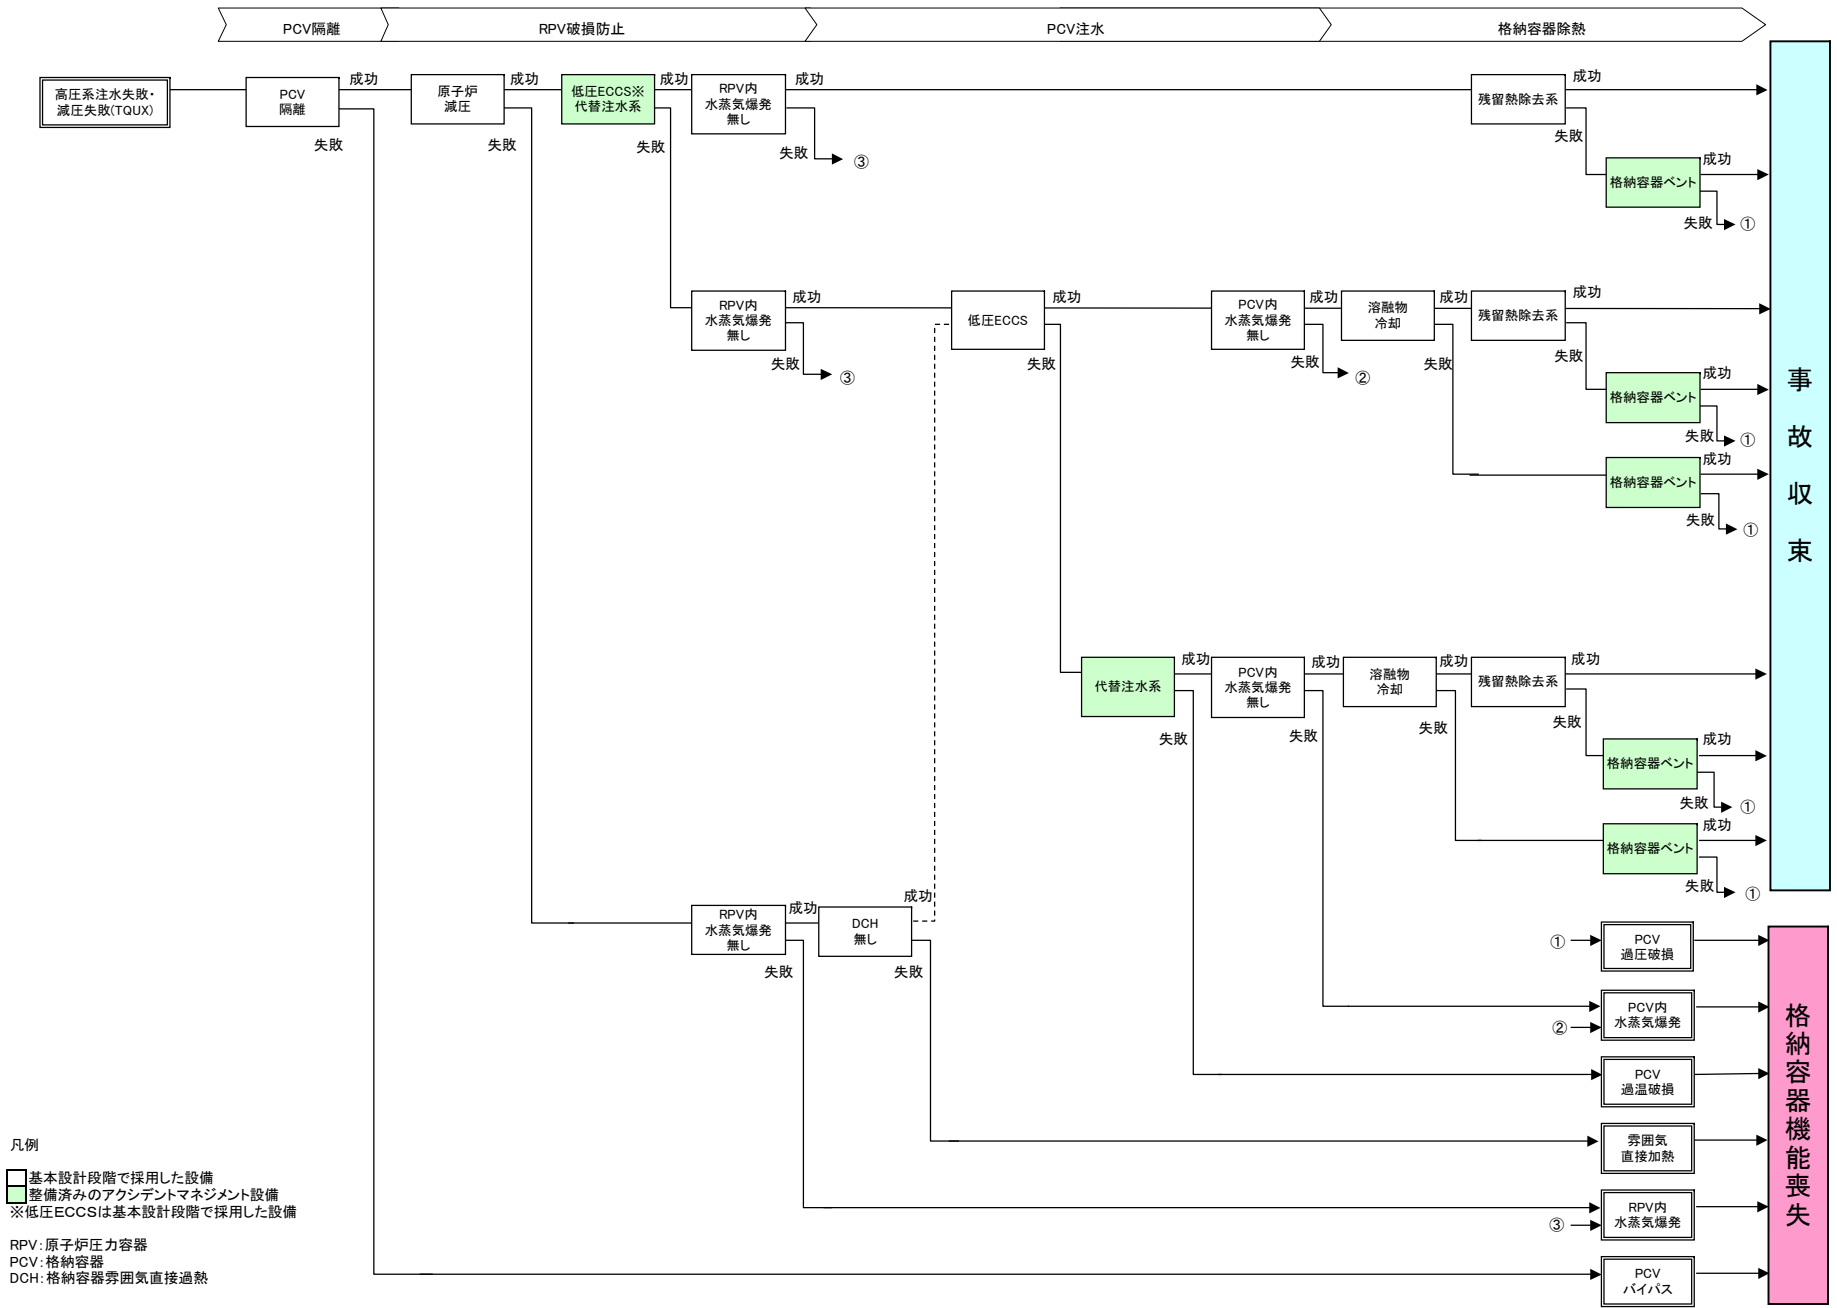 PCV隔離
RPV破損防止
PCV注水
格納容器除熱
高圧系注水失敗・
減圧失敗(TQUX)
PCV
隔離
成功
失敗
原子炉
減圧
成功
失敗
低圧ECCS※
代替注水系
成功
失敗
RPV内
水蒸気爆発
無し
成功
失敗
③
残留熱除去系
成功
失敗
格納容器ベント
成功
失敗
①
RPV内
水蒸気爆発
無し
成功
失敗
③
低圧ECCS
成功
失敗
PCV内
水蒸気爆発
無し
成功
失敗
②
溶融物
冷却
成功
失敗
残留熱除去系
成功
失敗
格納容器ベント
成功
失敗
①
格納容器ベント
成功
失敗
①
代替注水系
成功
失敗
PCV内
水蒸気爆発
無し
成功
失敗
溶融物
冷却
成功
失敗
残留熱除去系
成功
失敗
格納容器ベント
成功
失敗
①
格納容器ベント
成功
失敗
①
RPV内
水蒸気爆発
無し
成功
失敗
DCH
無し
成功
失敗
①
PCV
過圧破損
PCV内
水蒸気爆発
②
PCV
過温破損
雰囲気
直接加熱
RPV内
水蒸気爆発
③
PCV
バイパス
事故収束
格納容器機能喪失
凡例
基本設計段階で採用した設備
整備済みのアクシデントマネジメント設備
※低圧ECCSは基本設計段階で採用した設備
RPV:原子炉圧力容器
PCV:格納容器
DCH:格納容器雰囲気直接過熱